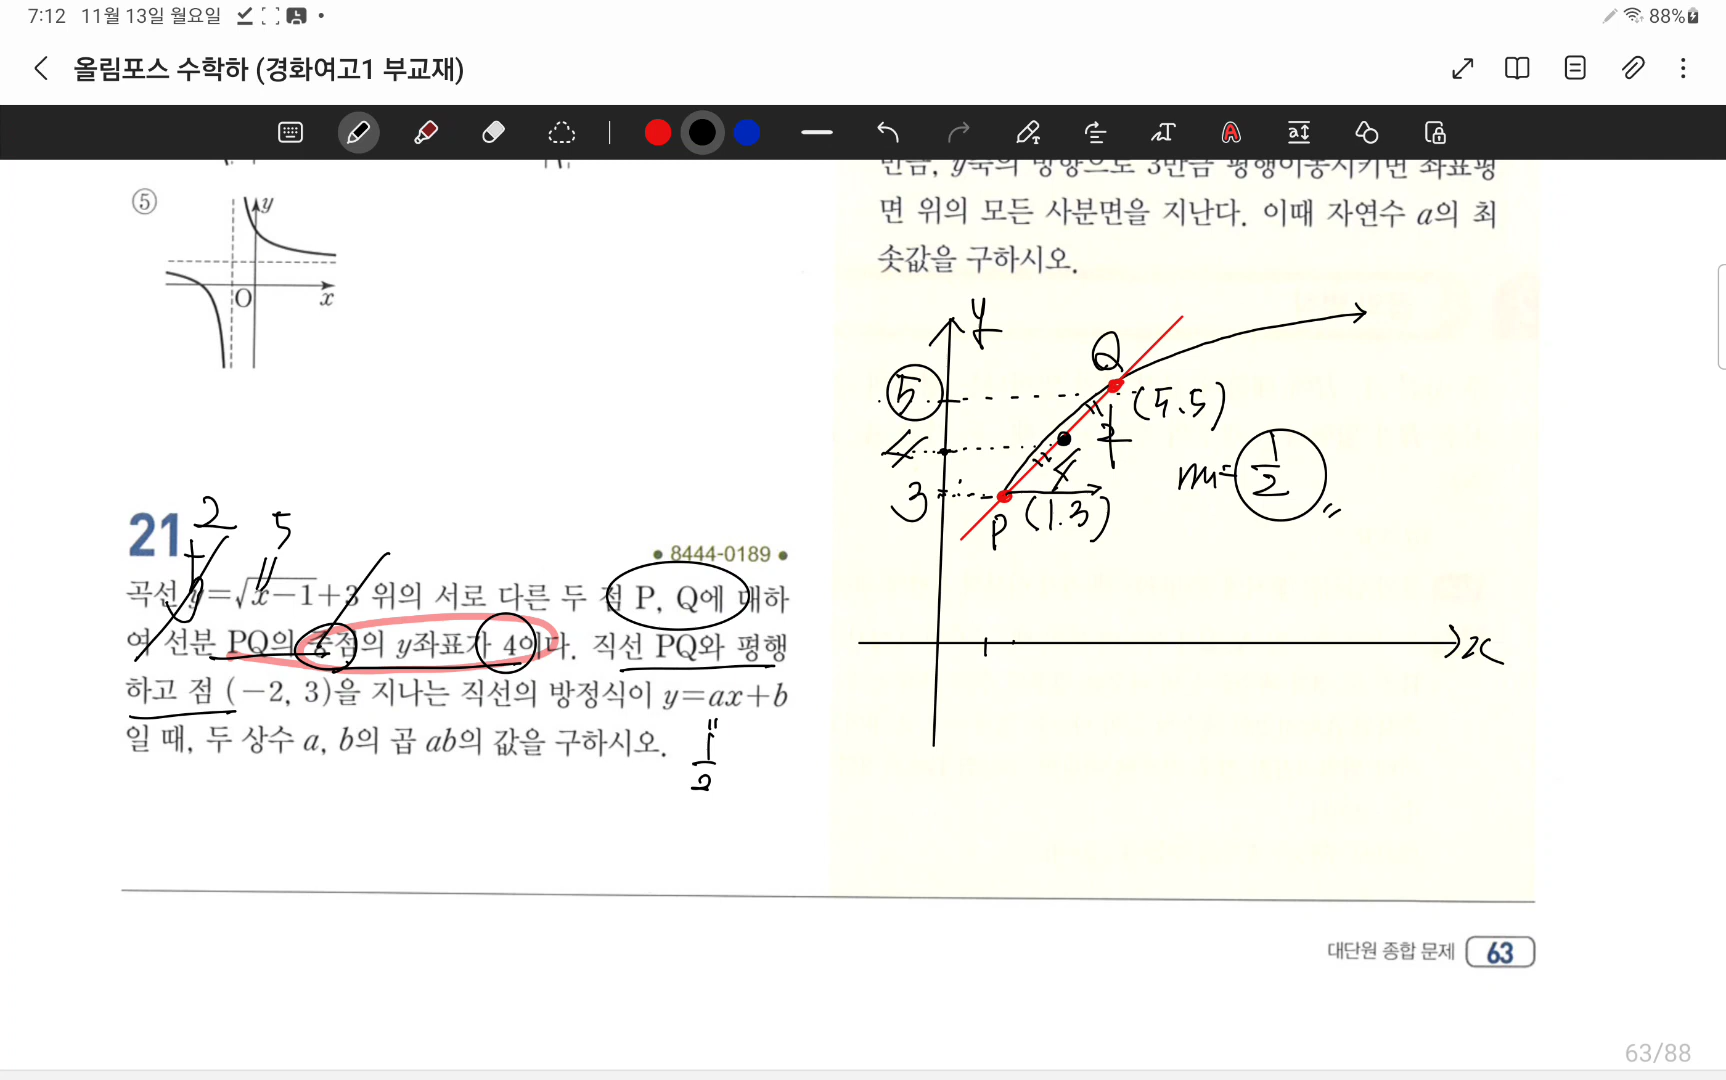 7:12 11월 13일 월요일
88%
올림포스 수학하 (경화여고1 부교재)
⑤
y
O
x
21
2
5
• 8444-0189 •
곡선 y=√x−1+3 위의 서로 다른 두 점 P, Q에 대하
여 선분 PQ의 중점의 y좌표가 4이다. 직선 PQ와 평행
하고 점 (−2, 3)을 지나는 직선의 방정식이 y=ax+b
일 때, 두 상수 a, b의 곱 ab의 값을 구하시오.
1
2
만큼, y축의 방향으로 3만큼 평행이동시키면 좌표평
면 위의 모든 사분면을 지난다. 이때 자연수 a의 최
솟값을 구하시오.
y
Q
5
(5.5)
4
2
4
3
P (1.3)
m=1/2
x
대단원 종합 문제 63
63/88